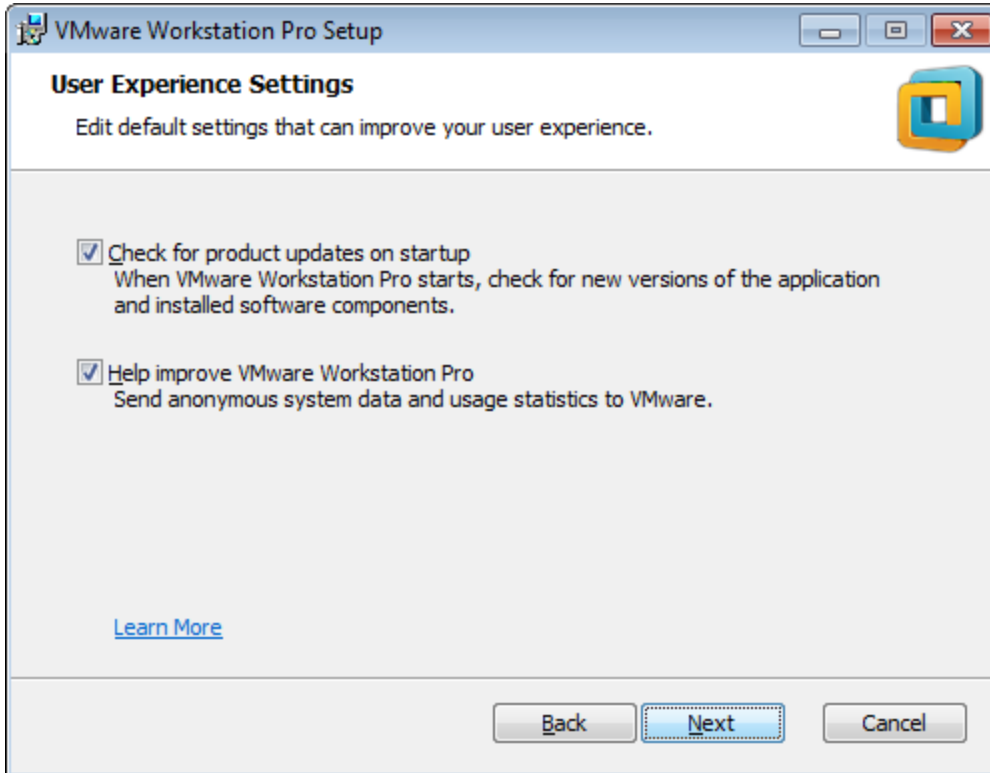 VMware Workstation Pro Setup
User Experience Settings
Edit default settings that can improve your user experience.
Check for product updates on startup
When VMware Workstation Pro starts, check for new versions of the application
and installed software components.
Help improve VMware Workstation Pro
Send anonymous system data and usage statistics to VMware.
Learn More
Back Next Cancel